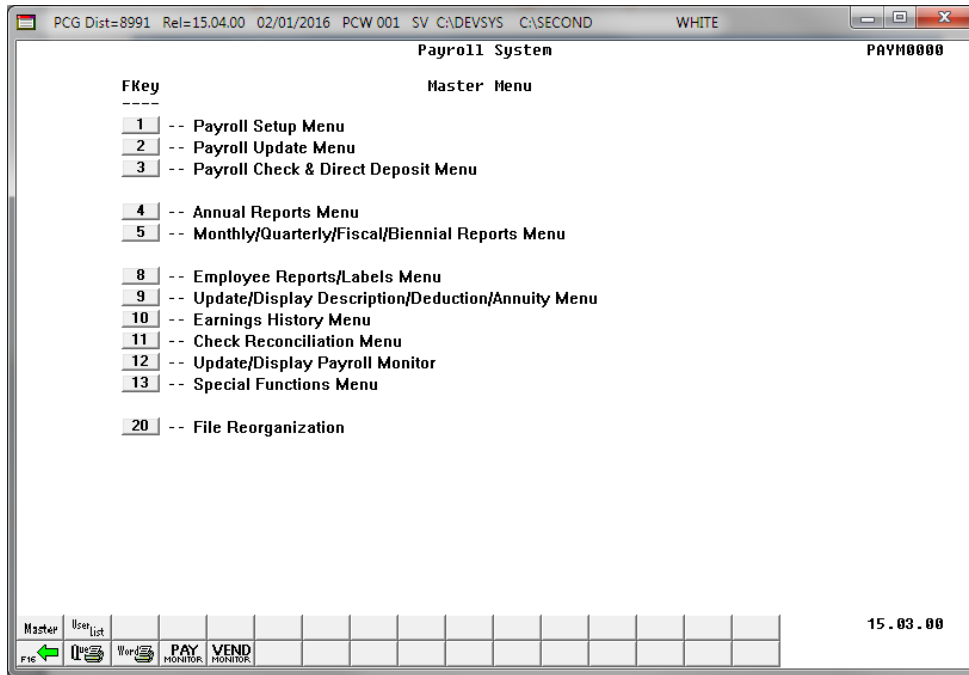 PCG Dist=8991 Rel=15.04.00 02/01/2016 PCW 001 SV C:\DEVSYS C:\SECOND WHITE
Payroll System PAYM0000
FKey Master Menu
----
1 -- Payroll Setup Menu
2 -- Payroll Update Menu
3 -- Payroll Check & Direct Deposit Menu
4 -- Annual Reports Menu
5 -- Monthly/Quarterly/Fiscal/Biennial Reports Menu
8 -- Employee Reports/Labels Menu
9 -- Update/Display Description/Deduction/Annuity Menu
10 -- Earnings History Menu
11 -- Check Reconciliation Menu
12 -- Update/Display Payroll Monitor
13 -- Special Functions Menu
20 -- File Reorganization
Master User List 15.03.00
F16 Que Word PAY MONITOR VEND MONITOR